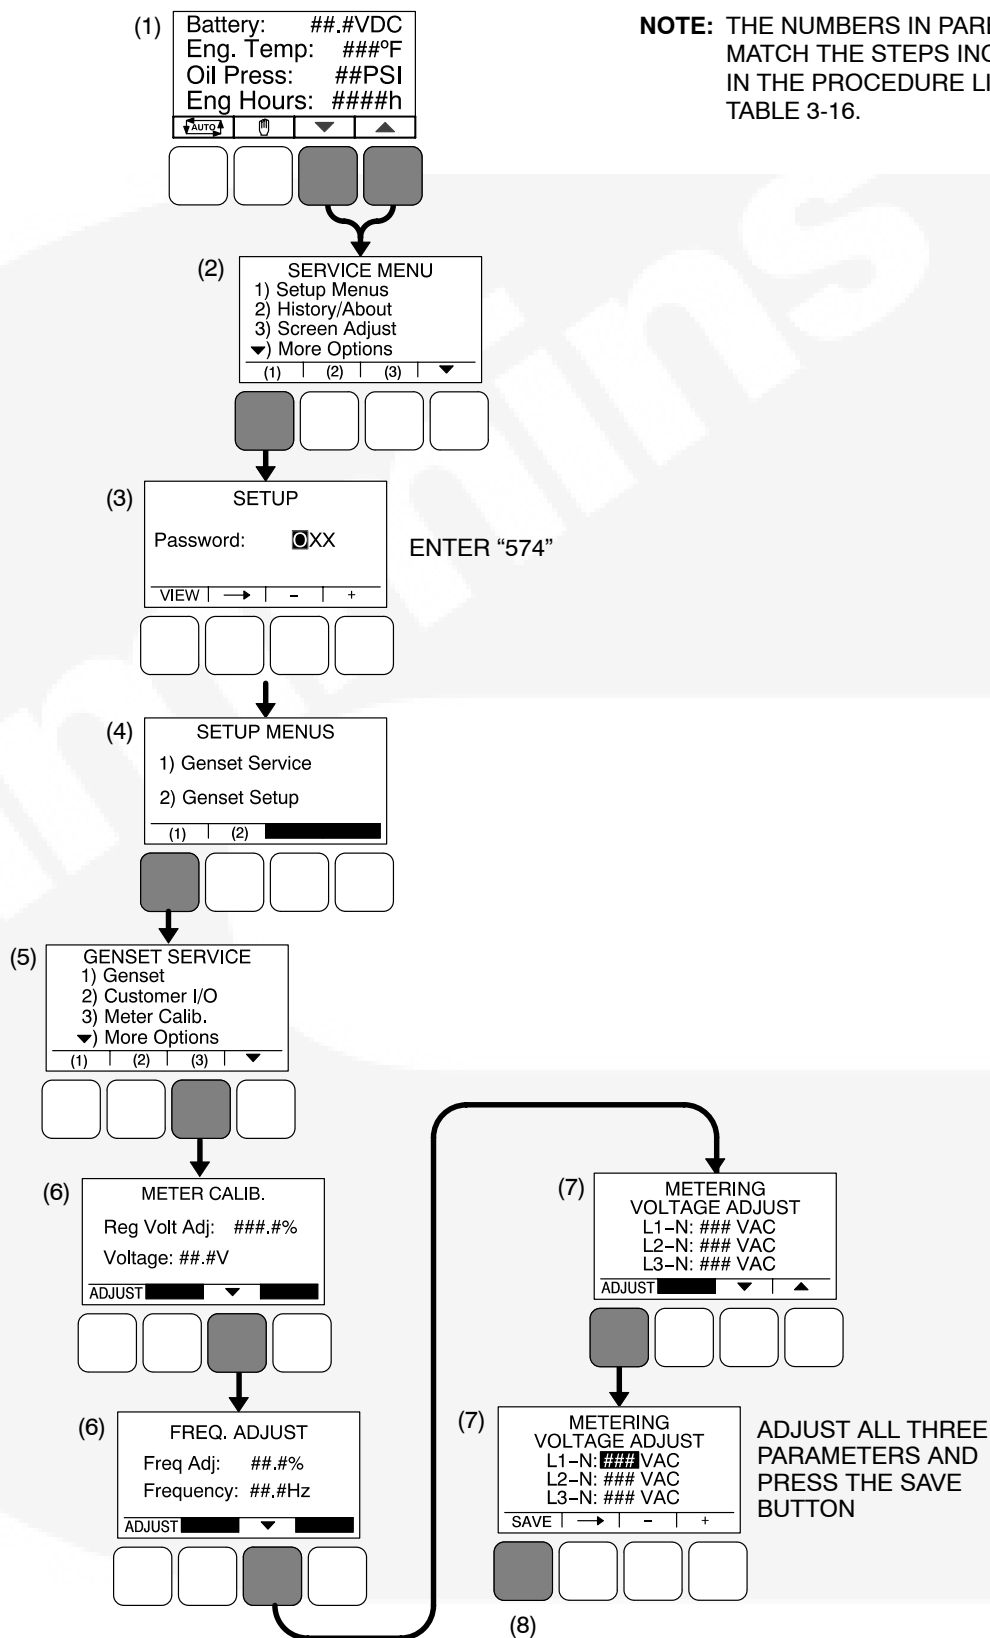 (1)
Battery: ##.#VDC
Eng. Temp: ###ºF
Oil Press: ##PSI
Eng Hours: ####h
AUTO
NOTE: THE NUMBERS IN
MATCH THE STEPS
IN THE PROCEDURE
TABLE 3-16.
(2)
SERVICE MENU
1) Setup Menus
2) History/About
3) Screen Adjust
▼) More Options
(1) (2) (3) ▼
(3)
SETUP
Password: 0XX
VIEW → - +
ENTER “574”
(4)
SETUP MENUS
1) Genset Service
2) Genset Setup
(1) (2)
(5)
GENSET SERVICE
1) Genset
2) Customer I/O
3) Meter Calib.
▼) More Options
(1) (2) (3) ▼
(6)
METER CALIB.
Reg Volt Adj: ###.#%
Voltage: ##.#V
ADJUST ▼
(6)
FREQ. ADJUST
Freq Adj: ##.#%
Frequency: ##.#Hz
ADJUST ▼
(7)
METERING
VOLTAGE ADJUST
L1-N: ### VAC
L2-N: ### VAC
L3-N: ### VAC
ADJUST ▼ ▲
(7)
METERING
VOLTAGE ADJUST
L1-N: ### VAC
L2-N: ### VAC
L3-N: ### VAC
SAVE → - +
(8)
ADJUST ALL THREE
PARAMETERS AND
PRESS THE SAVE
BUTTON